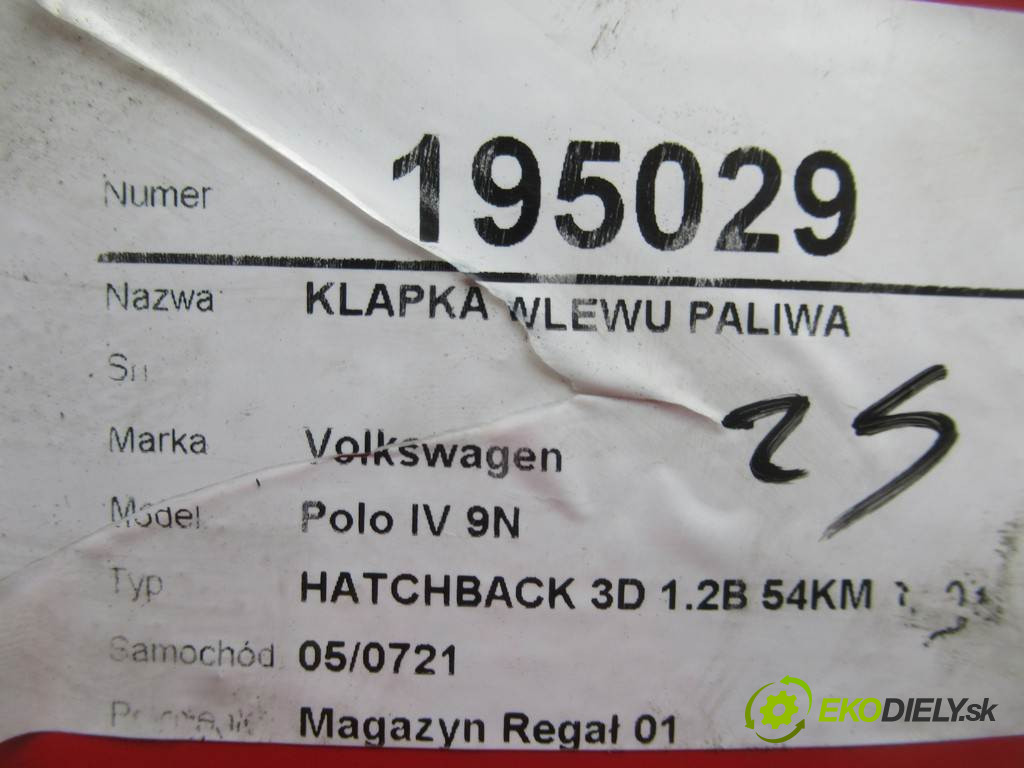 Numer 195029
Nazwa KLAPKA WLEWU PALIWA
Sn
Marka Volkswagen
25
Model Polo IV 9N
Typ HATCHBACK 3D 1.2B 54KM
Samochód 05/0721
Magazyn Regał 01
EKODIELY.sk